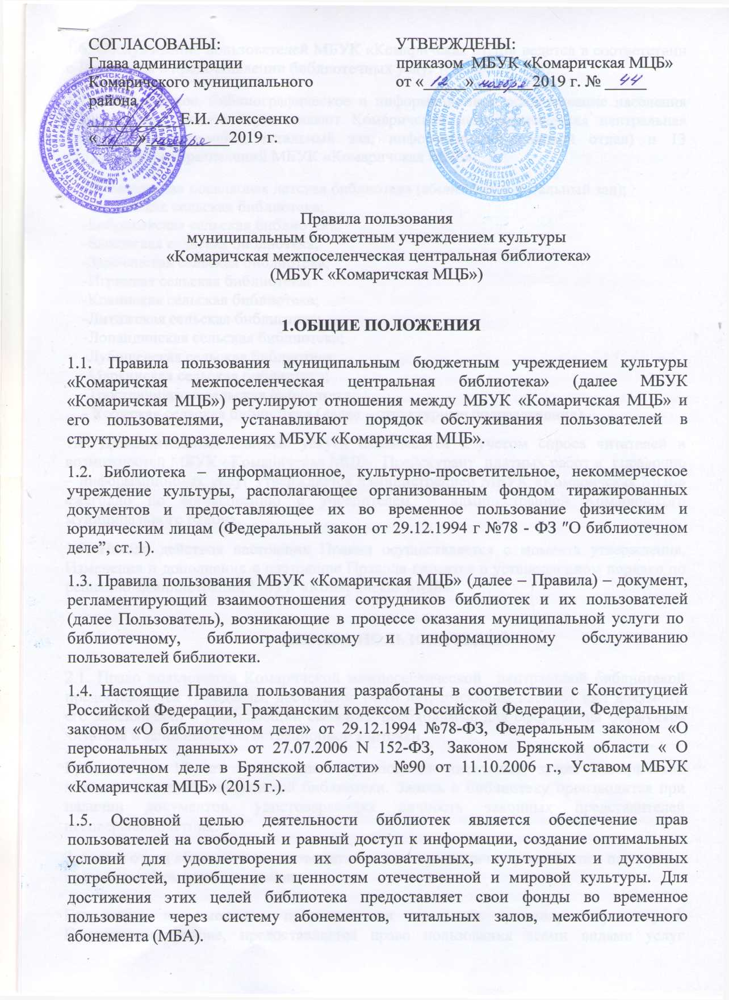 СОГЛАСОВАНЫ:
Глава администрации
Комаричского муниципального
района
Е.И. Алексеенко
« » 2019 г.
УТВЕРЖДЕНЫ:
приказом МБУК «Комаричская МЦБ»
от « 12 » ноября 2019 г. № 44
Правила пользования
муниципальным бюджетным учреждением культуры
«Комаричская межпоселенческая центральная библиотека»
(МБУК «Комаричская МЦБ»)
1.ОБЩИЕ ПОЛОЖЕНИЯ
1.1. Правила пользования муниципальным бюджетным учреждением культуры
«Комаричская межпоселенческая центральная библиотека» (далее МБУК
«Комаричская МЦБ») регулируют отношения между МБУК «Комаричская МЦБ» и
его пользователями, устанавливают порядок обслуживания пользователей в
структурных подразделениях МБУК «Комаричская МЦБ».
1.2. Библиотека – информационное, культурно-просветительное, некоммерческое
учреждение культуры, располагающее организованным фондом тиражированных
документов и предоставляющее их во временное пользование физическим и
юридическим лицам (Федеральный закон от 29.12.1994 г №78 - ФЗ "О библиотечном
деле”, ст. 1).
1.3. Правила пользования МБУК «Комаричская МЦБ» (далее – Правила) – документ,
регламентирующий взаимоотношения сотрудников библиотек и их пользователей
(далее Пользователь), возникающие в процессе оказания муниципальной услуги по
библиотечному, библиографическому и информационному обслуживанию
пользователей библиотеки.
1.4. Настоящие Правила пользования разработаны в соответствии с Конституцией
Российской Федерации, Гражданским кодексом Российской Федерации, Федеральным
законом «О библиотечном деле» от 29.12.1994 №78-ФЗ, Федеральным законом «О
персональных данных» от 27.07.2006 N 152-ФЗ, Законом Брянской области « О
библиотечном деле в Брянской области» №90 от 11.10.2006 г., Уставом МБУК
«Комаричская МЦБ» (2015 г.).
1.5. Основной целью деятельности библиотек является обеспечение прав
пользователей на свободный и равный доступ к информации, создание оптимальных
условий для удовлетворения их образовательных, культурных и духовных
потребностей, приобщение к ценностям отечественной и мировой культуры. Для
достижения этих целей библиотека предоставляет свои фонды во временное
пользование через систему абонементов, читальных залов, межбиблиотечного
абонемента (МБА).